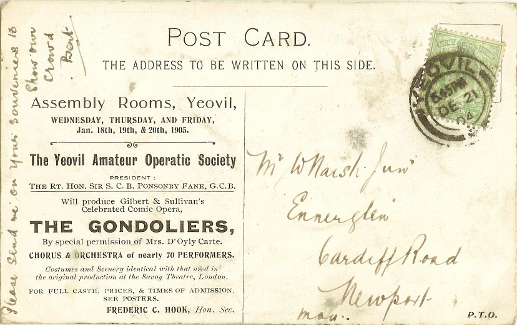 POST CARD.
THE ADDRESS TO BE WRITTEN ON THIS SIDE.
Assembly Rooms, Yeovil,
WEDNESDAY, THURSDAY, AND FRIDAY,
Jan. 18th, 19th, & 20th, 1905.
The Yeovil Amateur Operatic Society
PRESIDENT:
THE RT. HON. SIR S. C. B. PONSONBY FANE, G.C.B.
Will produce Gilbert & Sullivan's
Celebrated Comic Opera,
THE GONDOLIERS,
By special permission of Mrs. D'Oyly Carte.
CHORUS & ORCHESTRA of nearly 70 PERFORMERS.
Costumes and Scenery identical with that used in
the original production at the Savoy Theatre, London.
FOR FULL CASTE, PRICES, & TIMES OF ADMISSION,
SEE POSTERS.
FREDERIC C. HOOK, Hon. Sec.
Please send me on your
Show own
Crowd
YEOVIL
DE 21
04
Mr W Marsh Junr
Cardiff Road
Newport
Mon.
P.T.O.